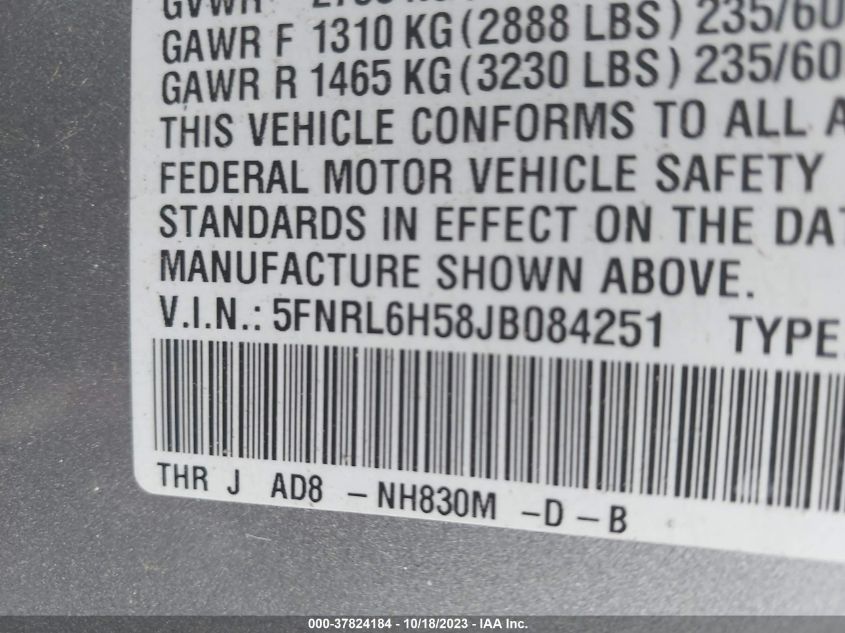 GVWR
GAWR F 1310 KG (2888 LBS) 235/60
GAWR R 1465 KG (3230 LBS) 235/60
THIS VEHICLE CONFORMS TO ALL A
FEDERAL MOTOR VEHICLE SAFETY
STANDARDS IN EFFECT ON THE DAT
MANUFACTURE SHOWN ABOVE.
V.I.N.: 5FNRL6H58JB084251 TYPE
THR J AD8 -NH830M -D-B
000-37824184 - 10/18/2023 - IAA Inc.